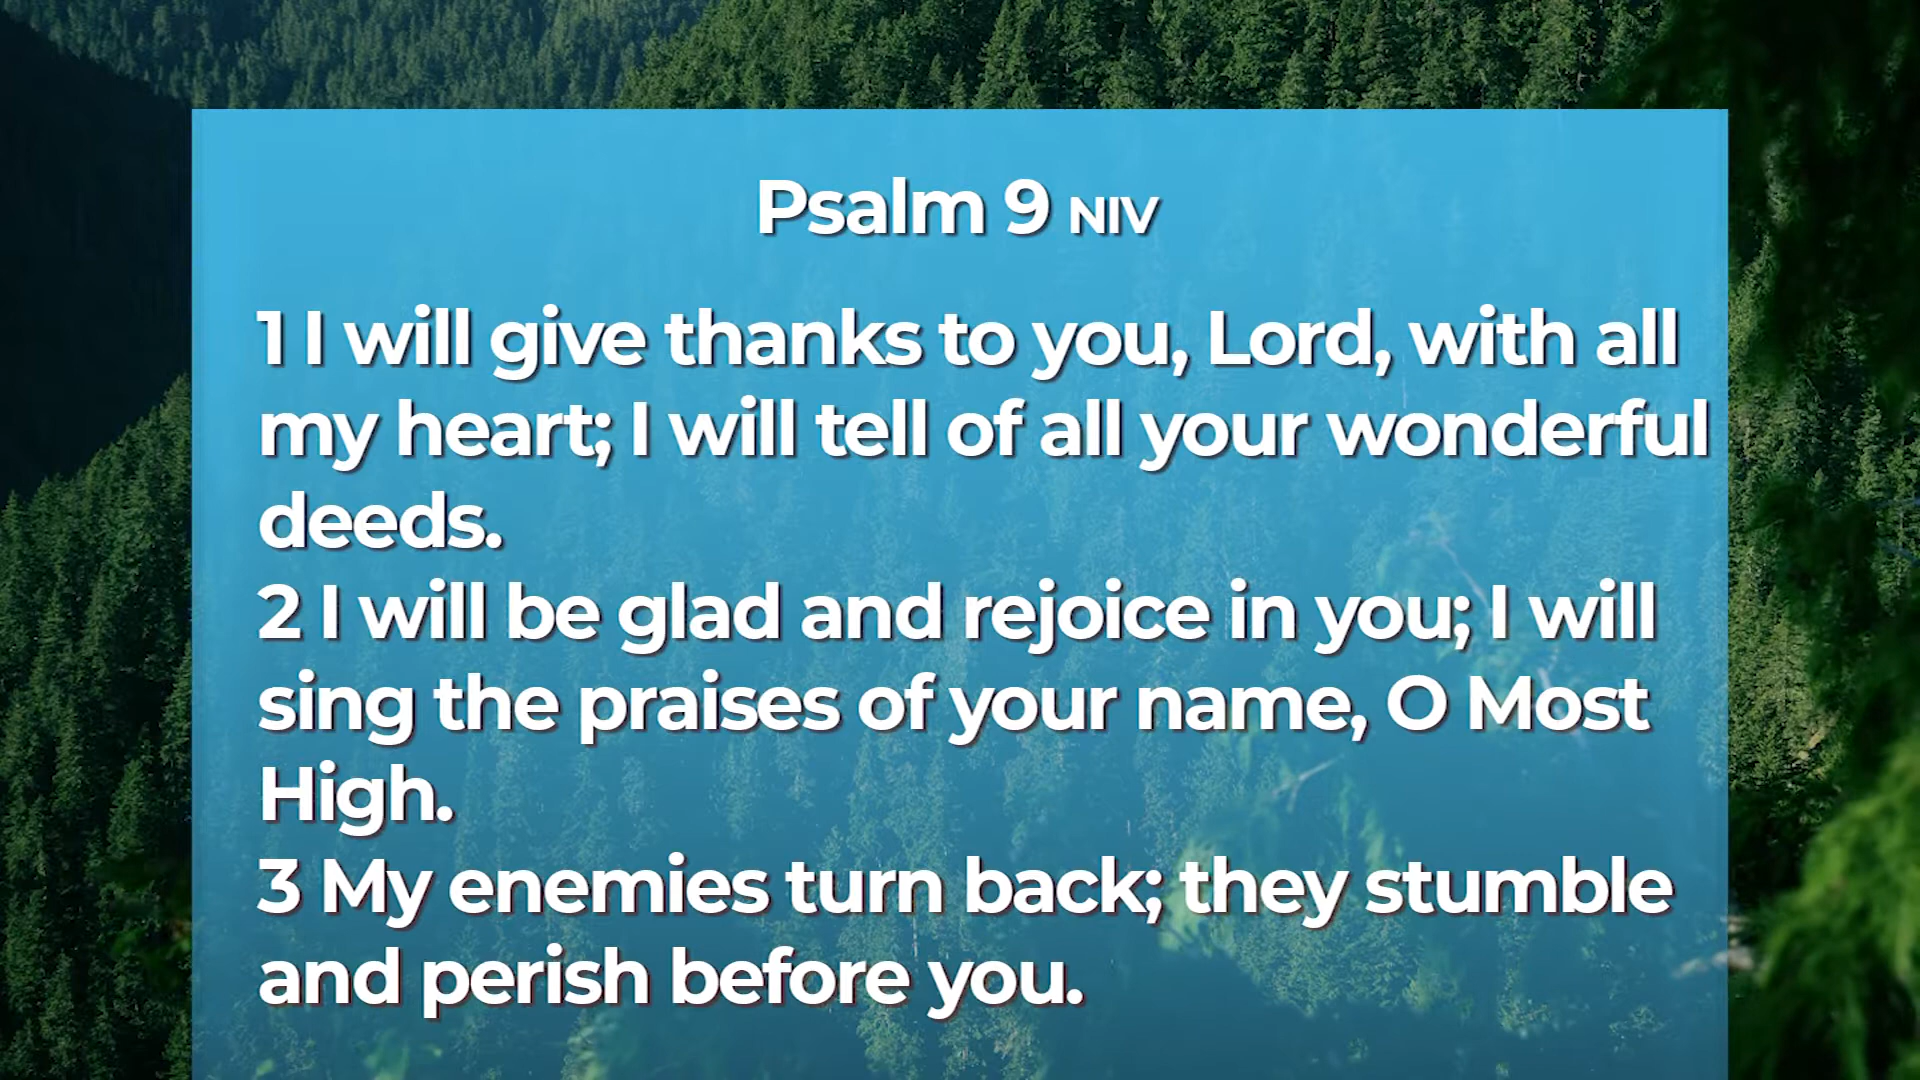 Psalm 9 NIV
1 I will give thanks to you, Lord, with all
my heart; I will tell of all your wonderful
deeds.
2 I will be glad and rejoice in you; I will
sing the praises of your name, O Most
High.
3 My enemies turn back; they stumble
and perish before you.